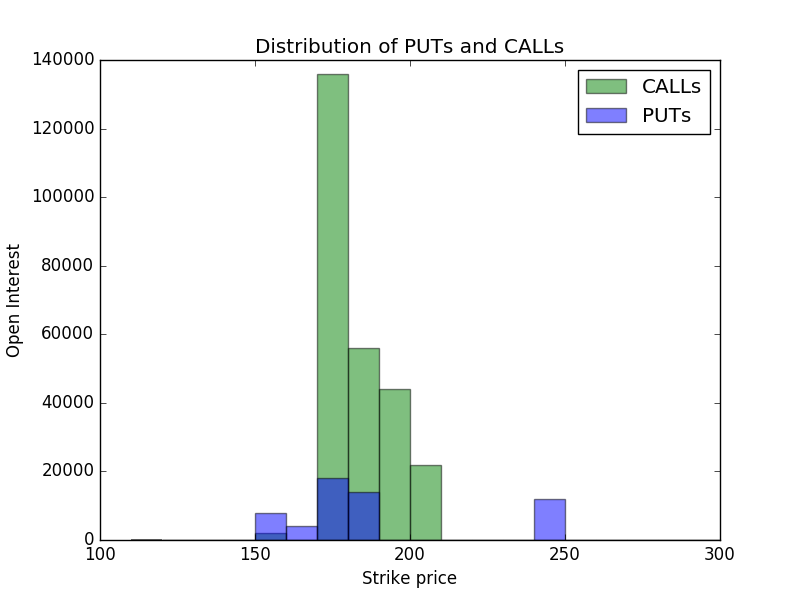 Distribution of PUTs and CALLs
CALLs
PUTs
140000
120000
100000
80000
60000
40000
20000
0
Open Interest
100 150 200 250 300
Strike price